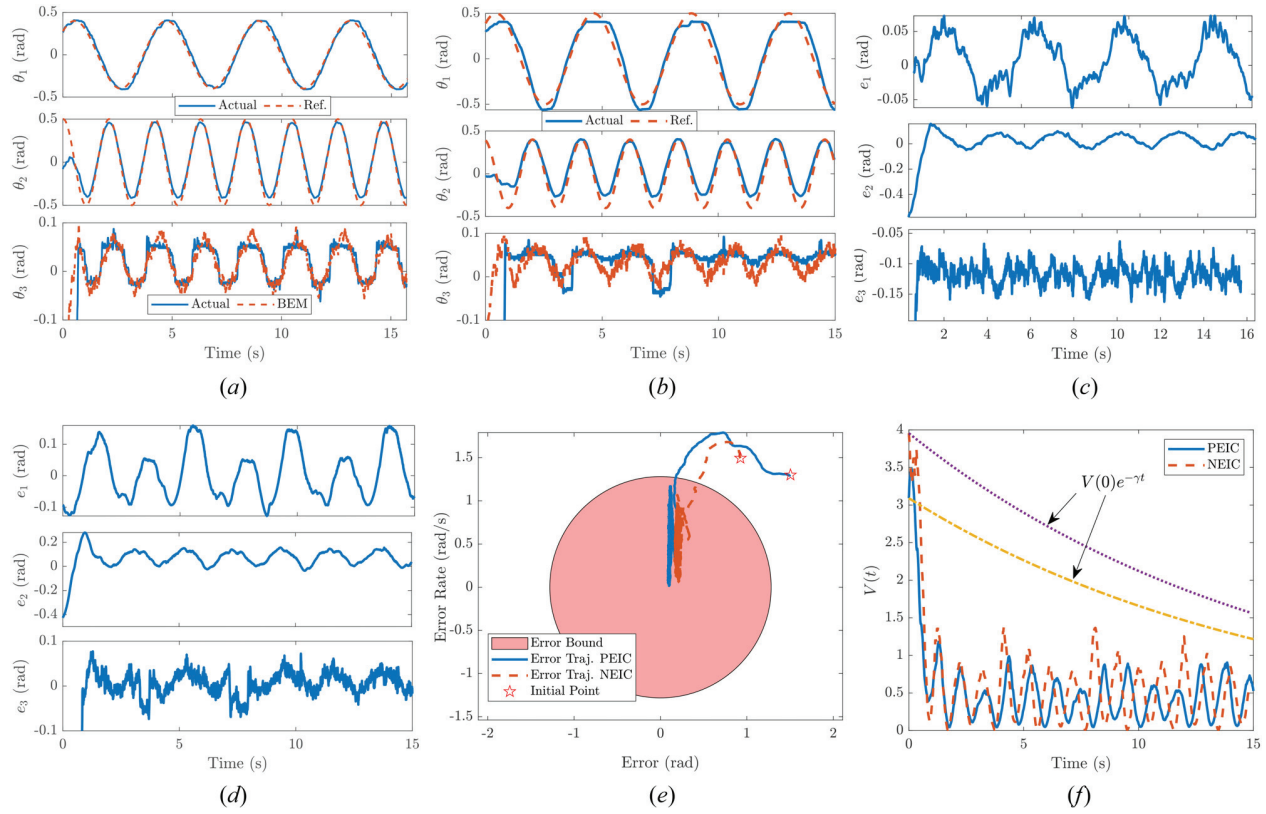 θ1 (rad)
0.5
0
-0.5
Actual Ref.
θ2 (rad)
0.5
0
-0.5
θ3 (rad)
0.1
0
-0.1
Actual BEM
0 5 10 15
Time (s)
(a)
θ1 (rad)
0.5
0
-0.5
Actual Ref.
θ2 (rad)
0.5
0
-0.5
θ3 (rad)
0.1
0
-0.1
0 5 10 15
Time (s)
(b)
e1 (rad)
0.05
0
-0.05
e2 (rad)
0
-0.5
e3 (rad)
-0.05
-0.1
-0.15
2 4 6 8 10 12 14 16
Time (s)
(c)
e1 (rad)
0.1
0
-0.1
e2 (rad)
0.2
0
-0.2
-0.4
e3 (rad)
0.1
0
-0.1
0 5 10 15
Time (s)
(d)
Error Rate (rad/s)
1.5
1
0.5
0
-0.5
-1
-1.5
Error Bound
Error Traj. PEIC
Error Traj. NEIC
Initial Point
-2 -1 0 1 2
Error (rad)
(e)
V(t)
4
3.5
3
2.5
2
1.5
1
0.5
0
PEIC
NEIC
V(0)e^{-γt}
0 5 10 15
Time (s)
(f)